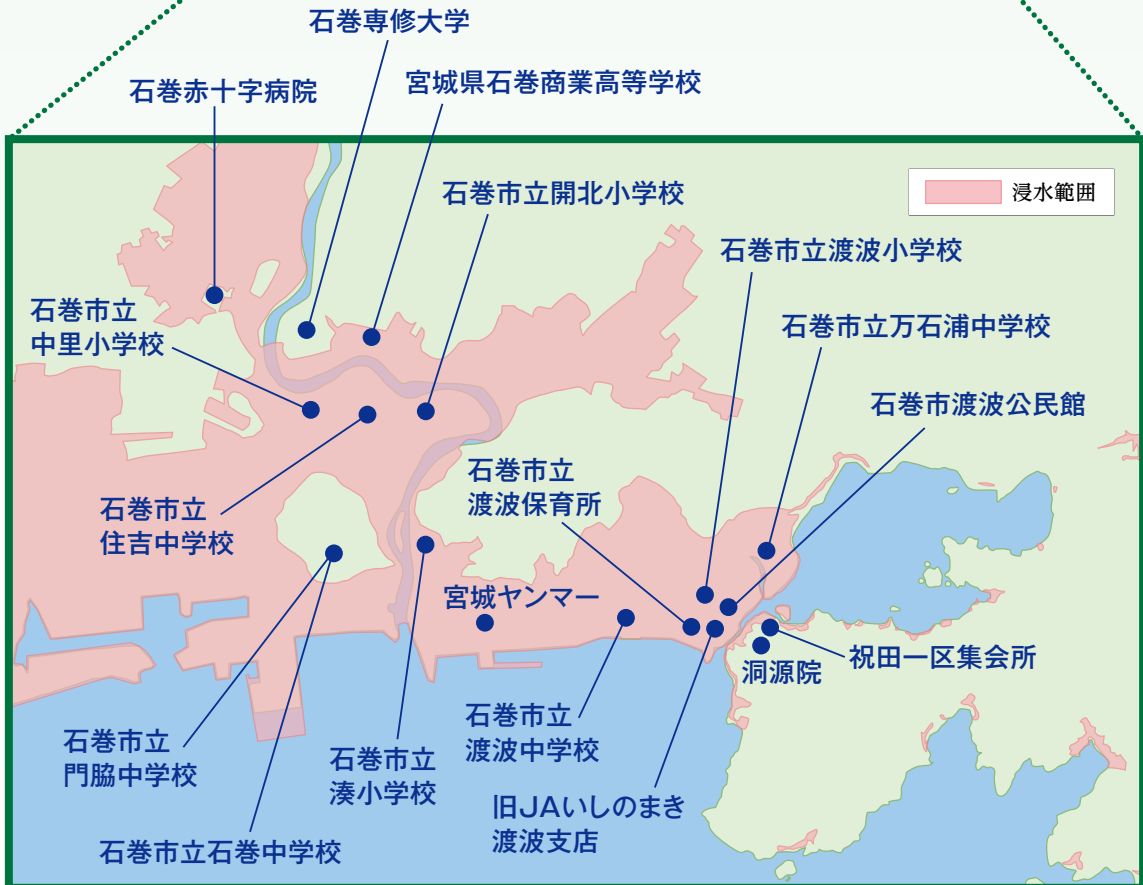 石巻専修大学
石巻赤十字病院
宮城県石巻商業高等学校
石巻市立開北小学校
浸水範囲
石巻市立渡波小学校
石巻市立
中里小学校
石巻市立万石浦中学校
石巻市渡波公民館
石巻市立
渡波保育所
石巻市立
住吉中学校
宮城ヤンマー
祝田一区集会所
洞源院
石巻市立
渡波中学校
石巻市立
門脇中学校
石巻市立
湊小学校
旧JAいしのまき
渡波支店
石巻市立石巻中学校